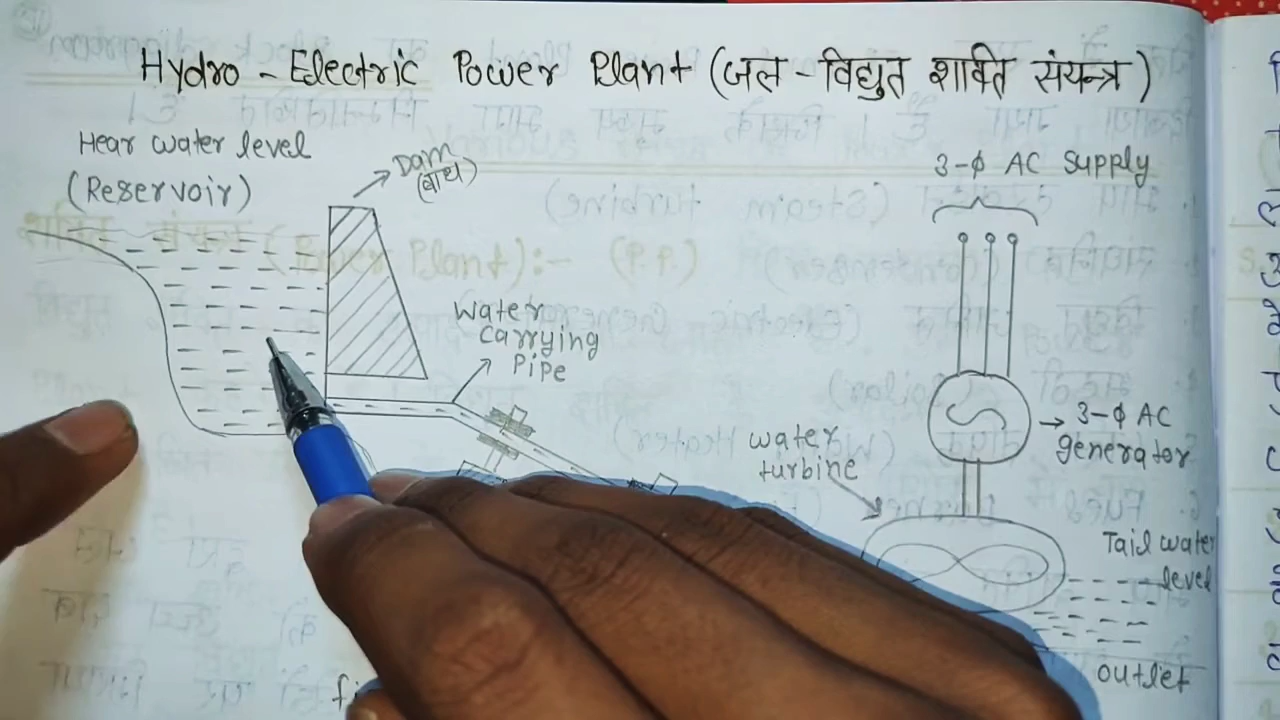 Hydro - Electric Power Plant (जल - विद्युत शक्ति संयन्त्र)
Hear water level
(Reservoir)
Dam
(बाध)
3-ϕ AC Supply
Water
Carrying
Pipe
3-ϕ AC
generator
water
turbine
Tail water
level
outlet